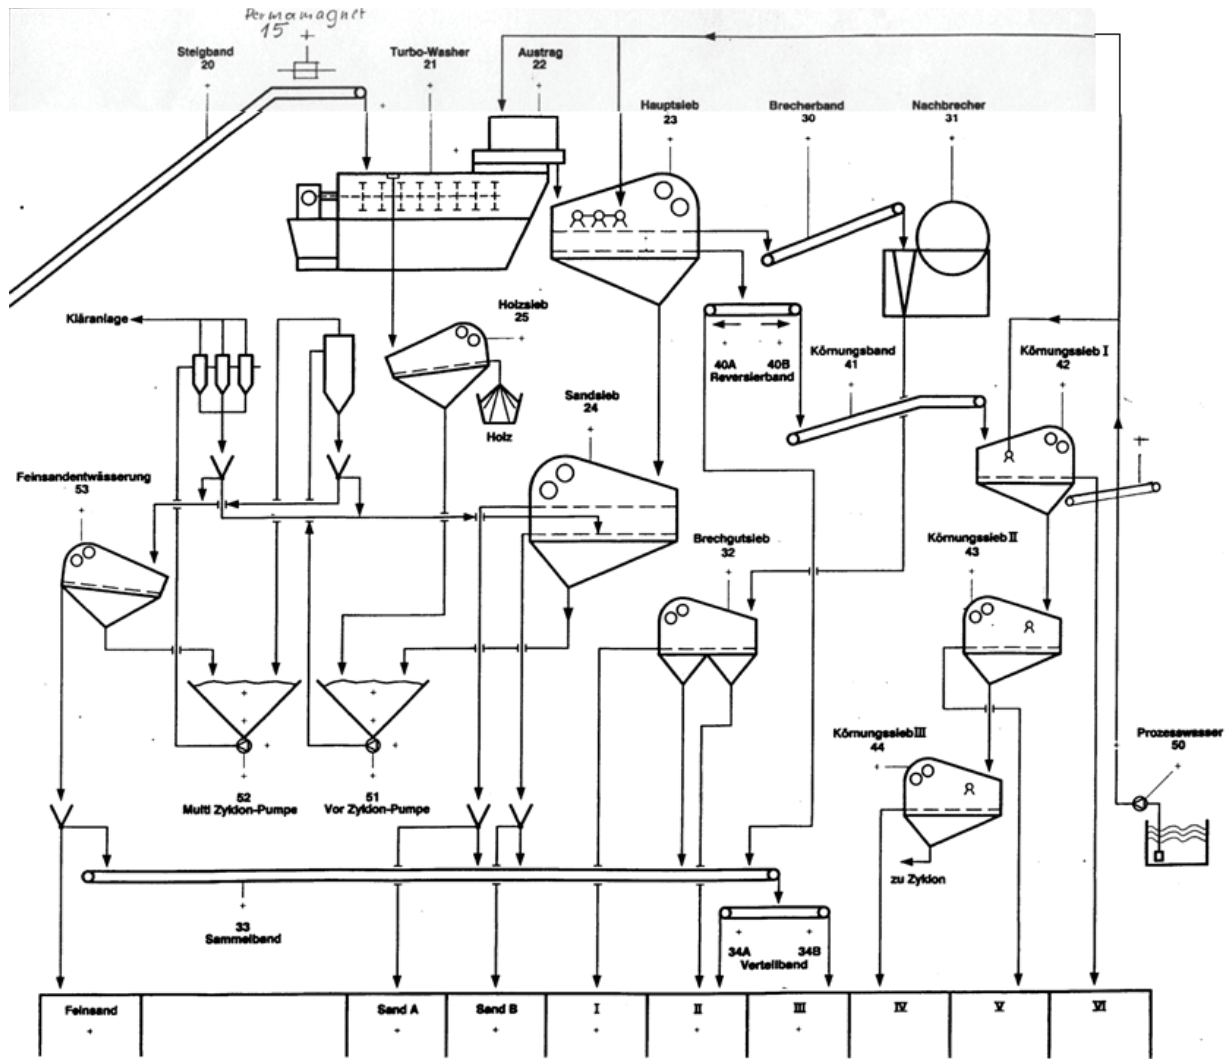 Permamagnet
15
Steigband
20
Turbo-Washer
21
Austrag
22
Hauptsieb
23
Brecherband
30
Nachbrecher
31
Kläranlage
Holzsieb
25
Holz
40A
40B
Reversierband
Körnungsband
41
Körnungssieb I
42
Sandsieb
24
Feinsandentwässerung
53
Brechgutsieb
32
Körnungssieb II
43
Körnungssieb III
44
Prozesswasser
50
52
Multi Zyklon-Pumpe
51
Vor Zyklon-Pumpe
zu Zyklon
33
Sammelband
34A
34B
Verteilband
Feinsand
Sand A
Sand B
I
II
III
IV
V
VI